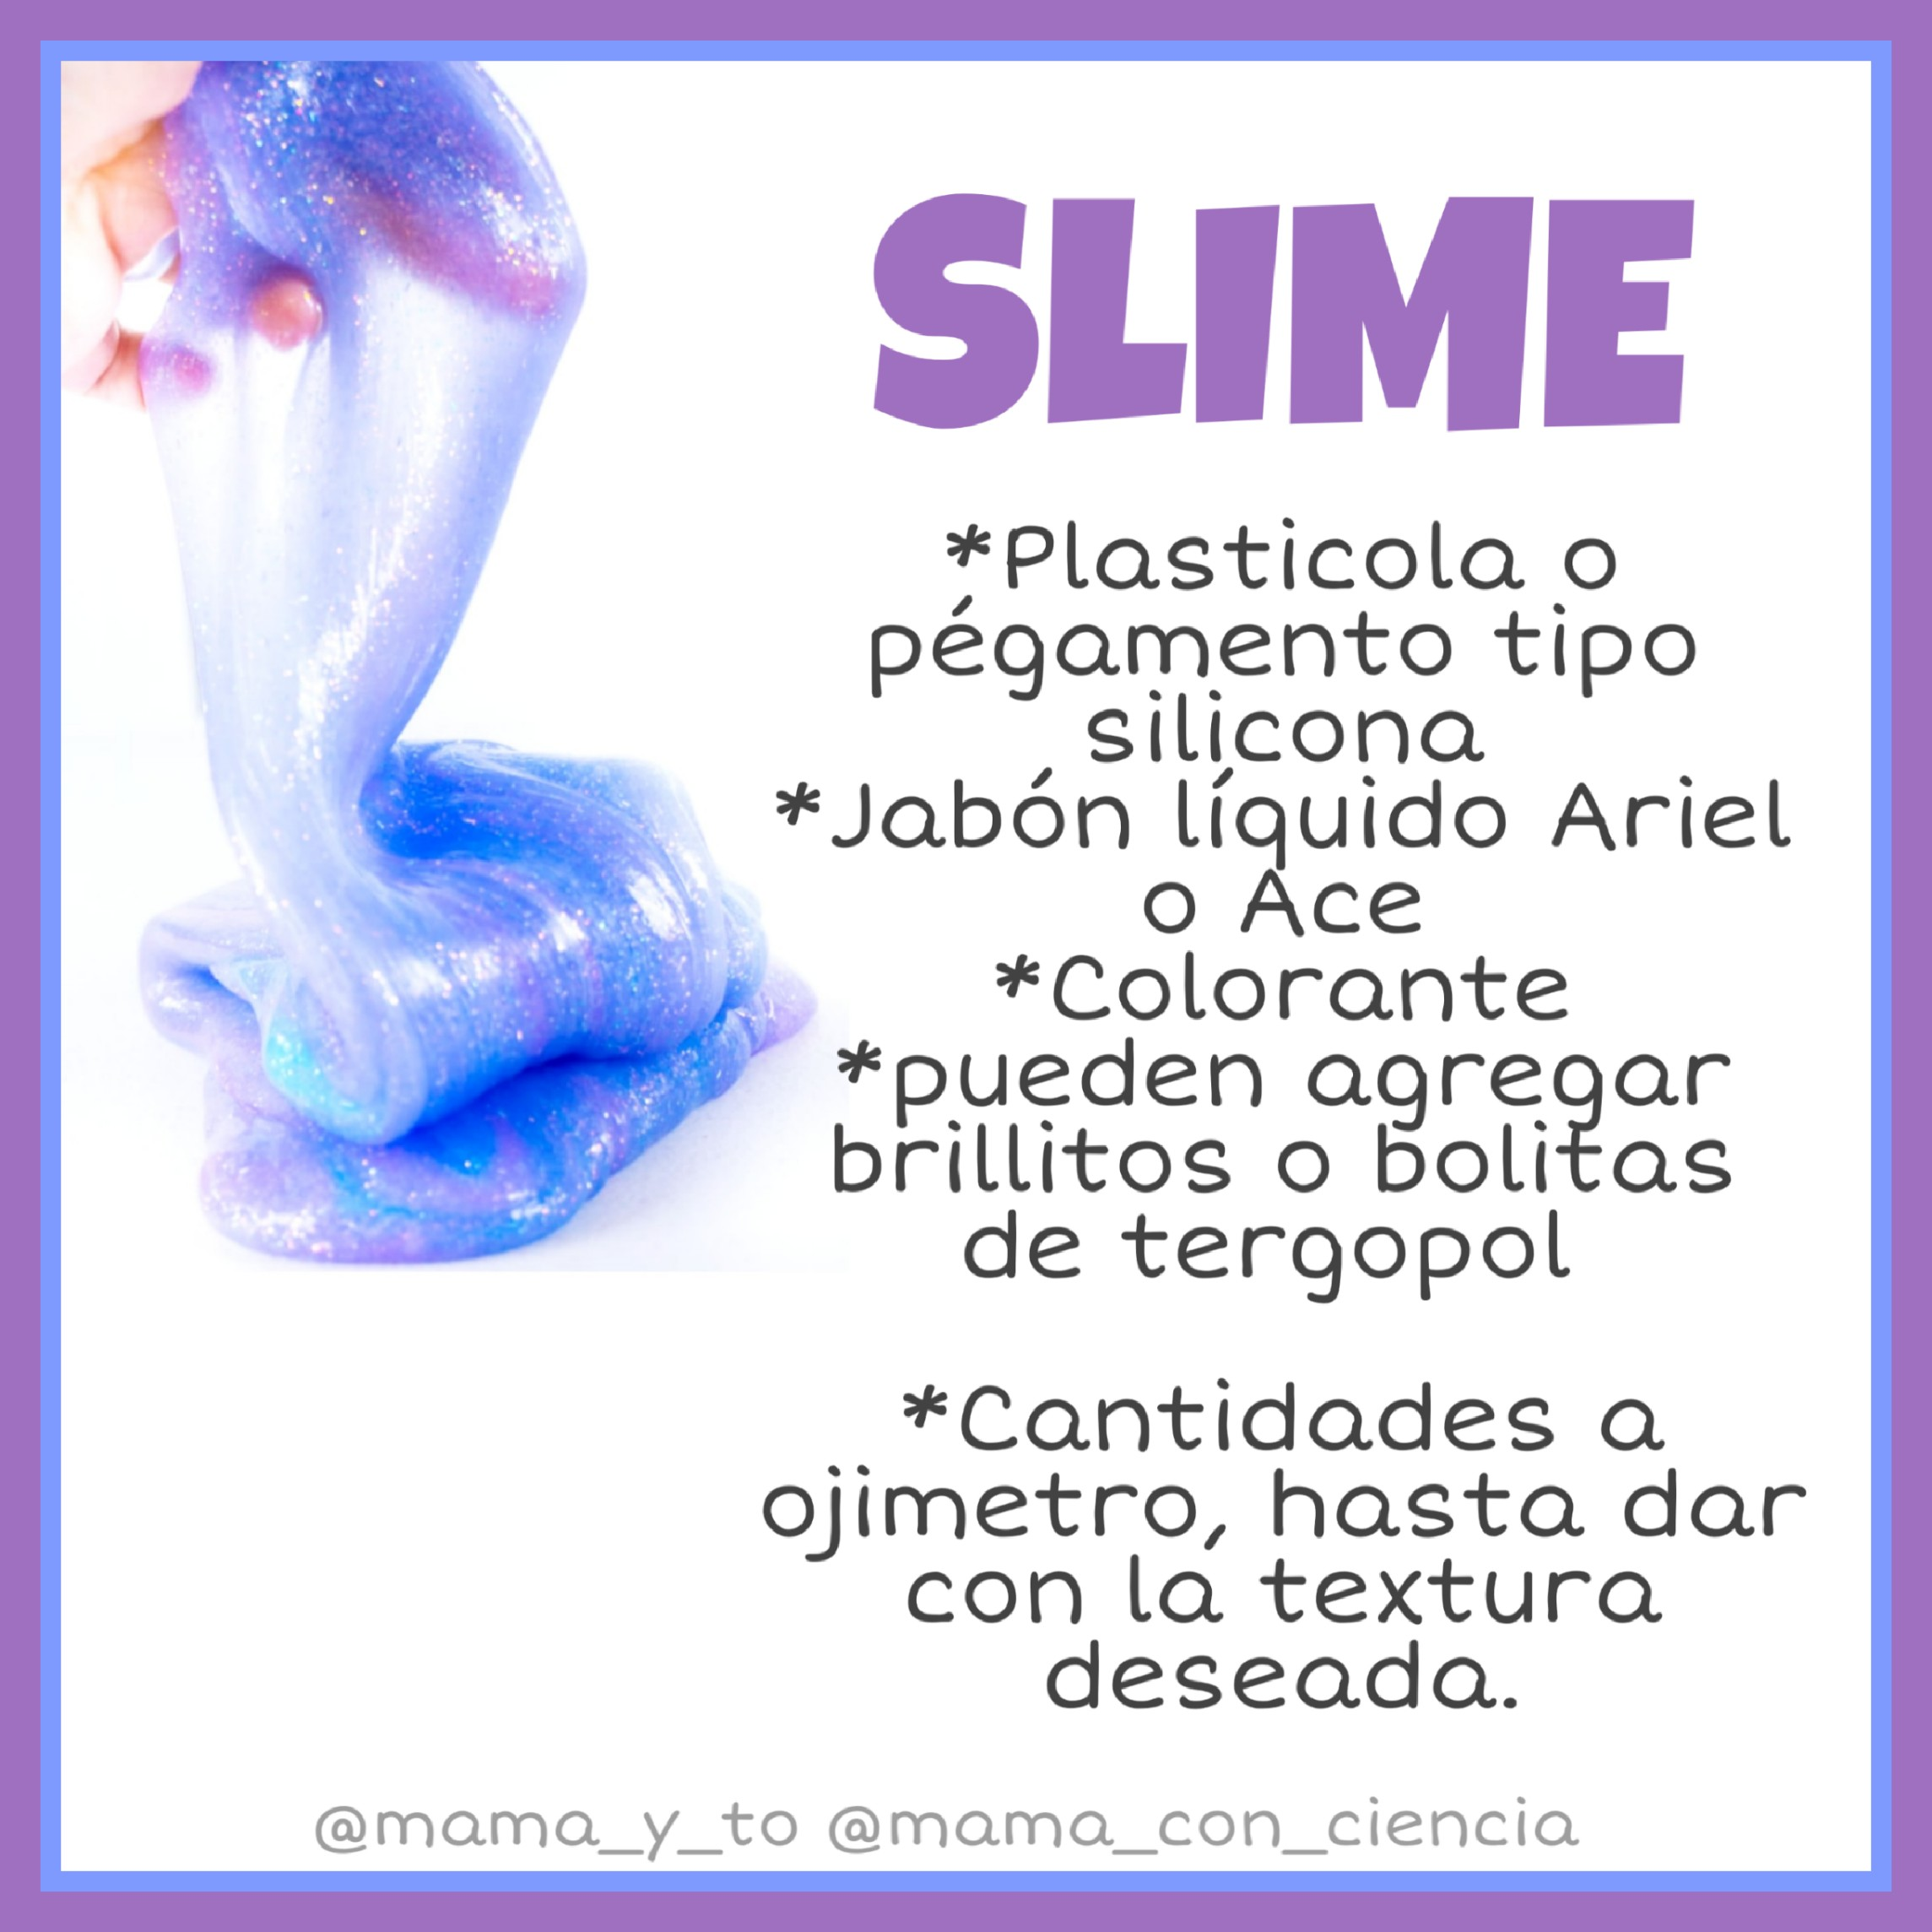 SLIME
*Plasticola o
pégamento tipo
silicona
*Jabón líquido Ariel
o Ace
*Colorante
*pueden agregar
brillitos o bolitas
de tergopol
*Cantidades a
ojimetro, hasta dar
con lá textura
deseada.
@mama_y_to @mama_con_ciencia